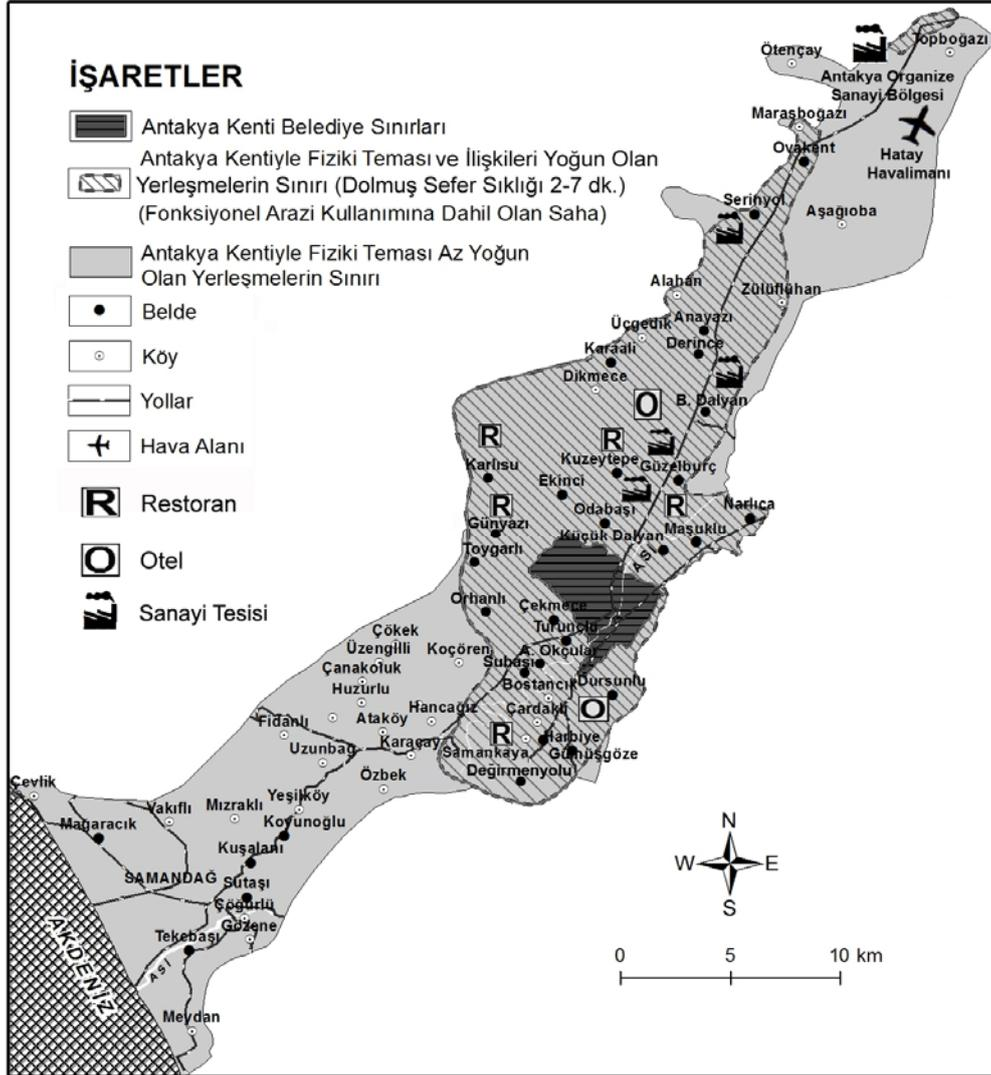 İŞARETLER
Antakya Kenti Belediye Sınırları
Antakya Kentiyle Fiziki Teması ve İlişkileri Yoğun Olan
Yerleşmelerin Sınırı (Dolmuş Sefer Sıklığı 2-7 dk.)
(Fonksiyonel Arazi Kullanımına Dahil Olan Saha)
Antakya Kentiyle Fiziki Teması Az Yoğun
Olan Yerleşmelerin Sınırı
Belde
Köy
Yollar
Hava Alanı
R Restoran
O Otel
Sanayi Tesisi
Topboğazı
Ötençay
Antakya Organize
Sanayi Bölgesi
Maraşboğazı
Ovakent
Hatay
Havalimanı
Serinyol
Aşağıoba
Alahan
Zülüflühan
Anayazı
Üçgedik
Derince
Karaali
Dikmece
O
B. Dalyan
R
R
Kuzeytepe
Güzelburç
Karlısu
Ekinci
R
R
Narlıca
Odabaşı
Günyazı
Küçük Dalyan
Maşuklu
Toygarlı
ASİ
Orhanlı
Çekmece
Turunçlu
Çökek
Üzengilli
Koçören
A. Okçular
Subaşı
Çanakoluk
Bostancık
Dursunlu
Huzurlu
Hancağız
Çardaklı
O
Fidanlı
Ataköy
R
Harbiye
Karaçay
Samankaya
Gümüşgöze
Uzunbağ
Değirmenyolu
Özbek
Çevlik
Yeşilköy
Vakıflı
Mızraklı
Koyunoğlu
Mağaracık
Kuşalanı
SAMANDAĞ
Sutaşı
Çöğürlü
Gözene
Tekebaşı
ASİ
AKDENİZ
Meydan
N
W
E
S
0
5
10 km